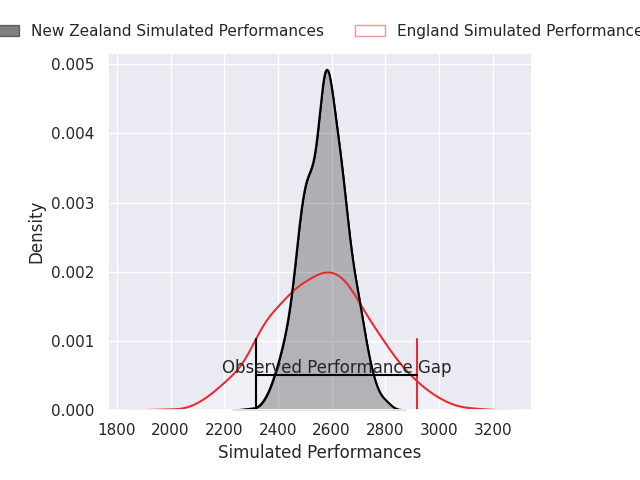 New Zealand Simulated Performances England Simulated Performance
0.005
0.004
0.003
0.002
0.001
0.000
Density
Observed Performance Gap
1800 2000 2200 2400 2600 2800 3000 3200
Simulated Performances